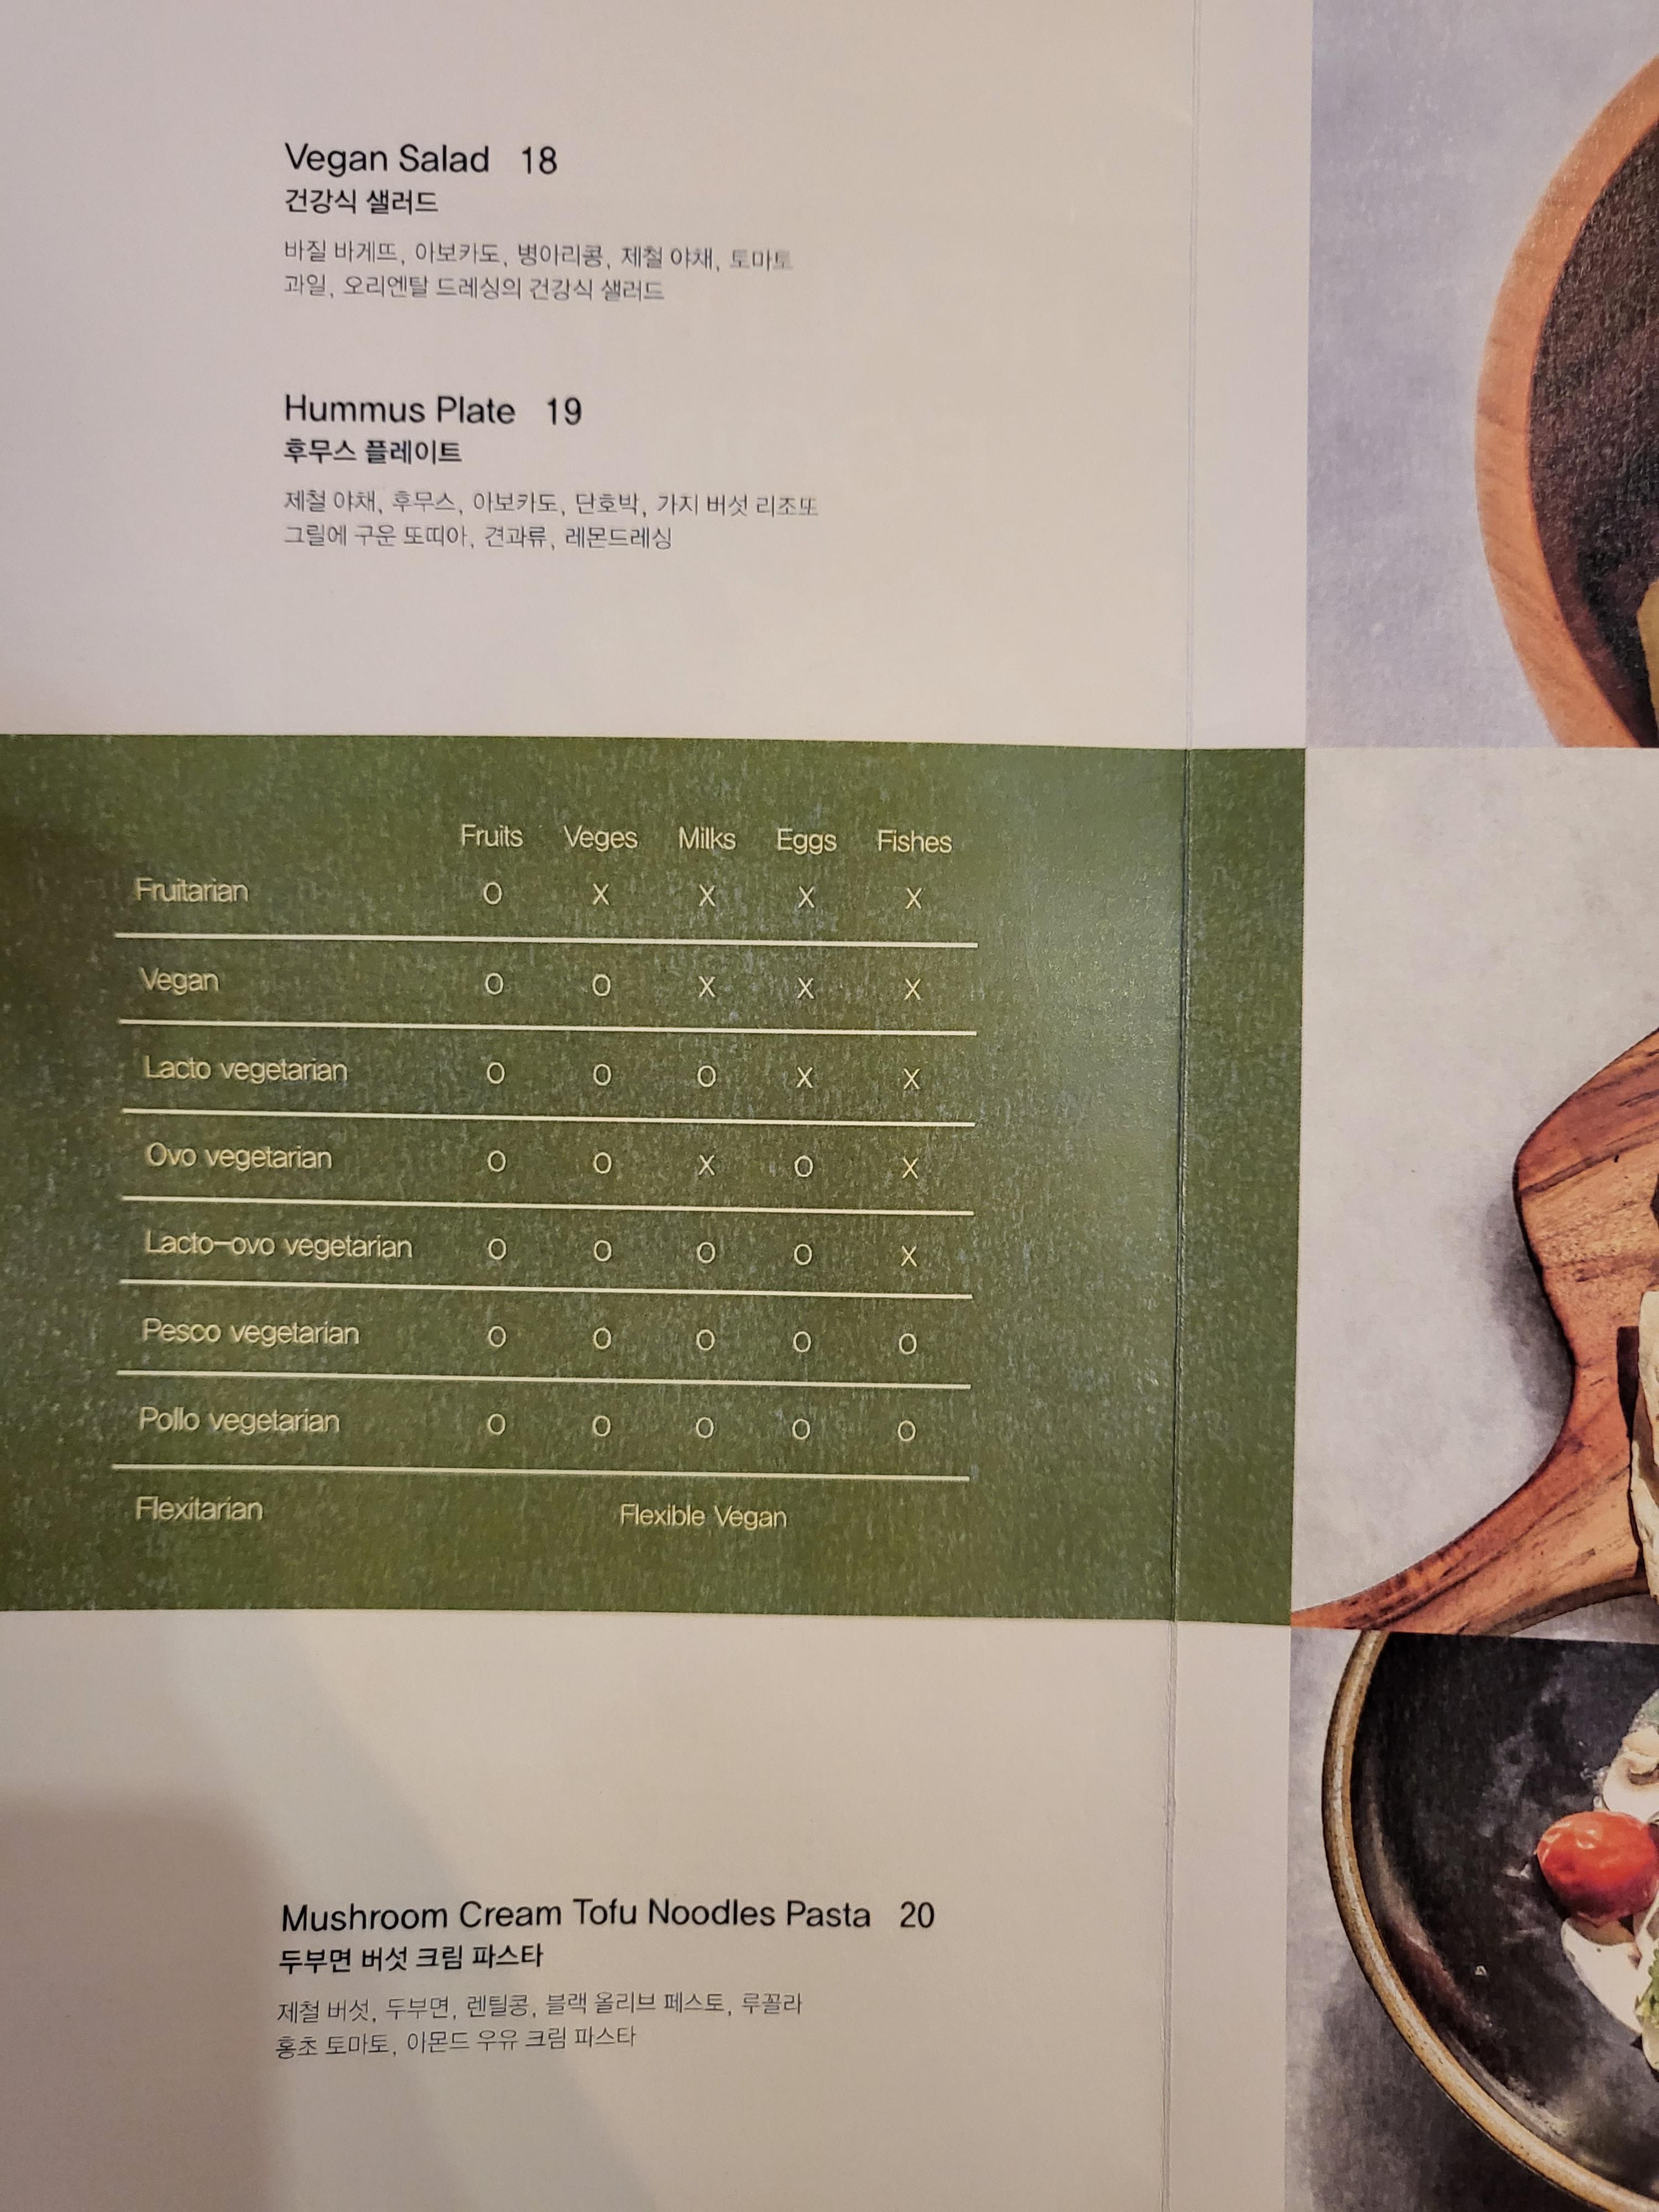 Vegan Salad 18
건강식 샐러드
바질 바게뜨, 아보카도, 병아리콩, 제철 야채, 토마토
과일, 오리엔탈 드레싱의 건강식 샐러드
Hummus Plate 19
후무스 플레이트
제철 야채, 후무스, 아보카도, 단호박, 가지 버섯 리조또
그릴에 구운 또띠아, 견과류, 레몬드레싱
Fruits Veges Milks Eggs Fishes
Fruitarian O X X X X
Vegan O O X X X
Lacto vegetarian O O O X X
Ovo vegetarian O O X O X
Lacto-ovo vegetarian O O O O X
Pesco vegetarian O O O O O
Pollo vegetarian O O O O O
Flexitarian Flexible Vegan
Mushroom Cream Tofu Noodles Pasta 20
두부면 버섯 크림 파스타
제철 버섯, 두부면, 렌틸콩, 블랙 올리브 페스토, 루꼴라
홍초 토마토, 아몬드 우유 크림 파스타